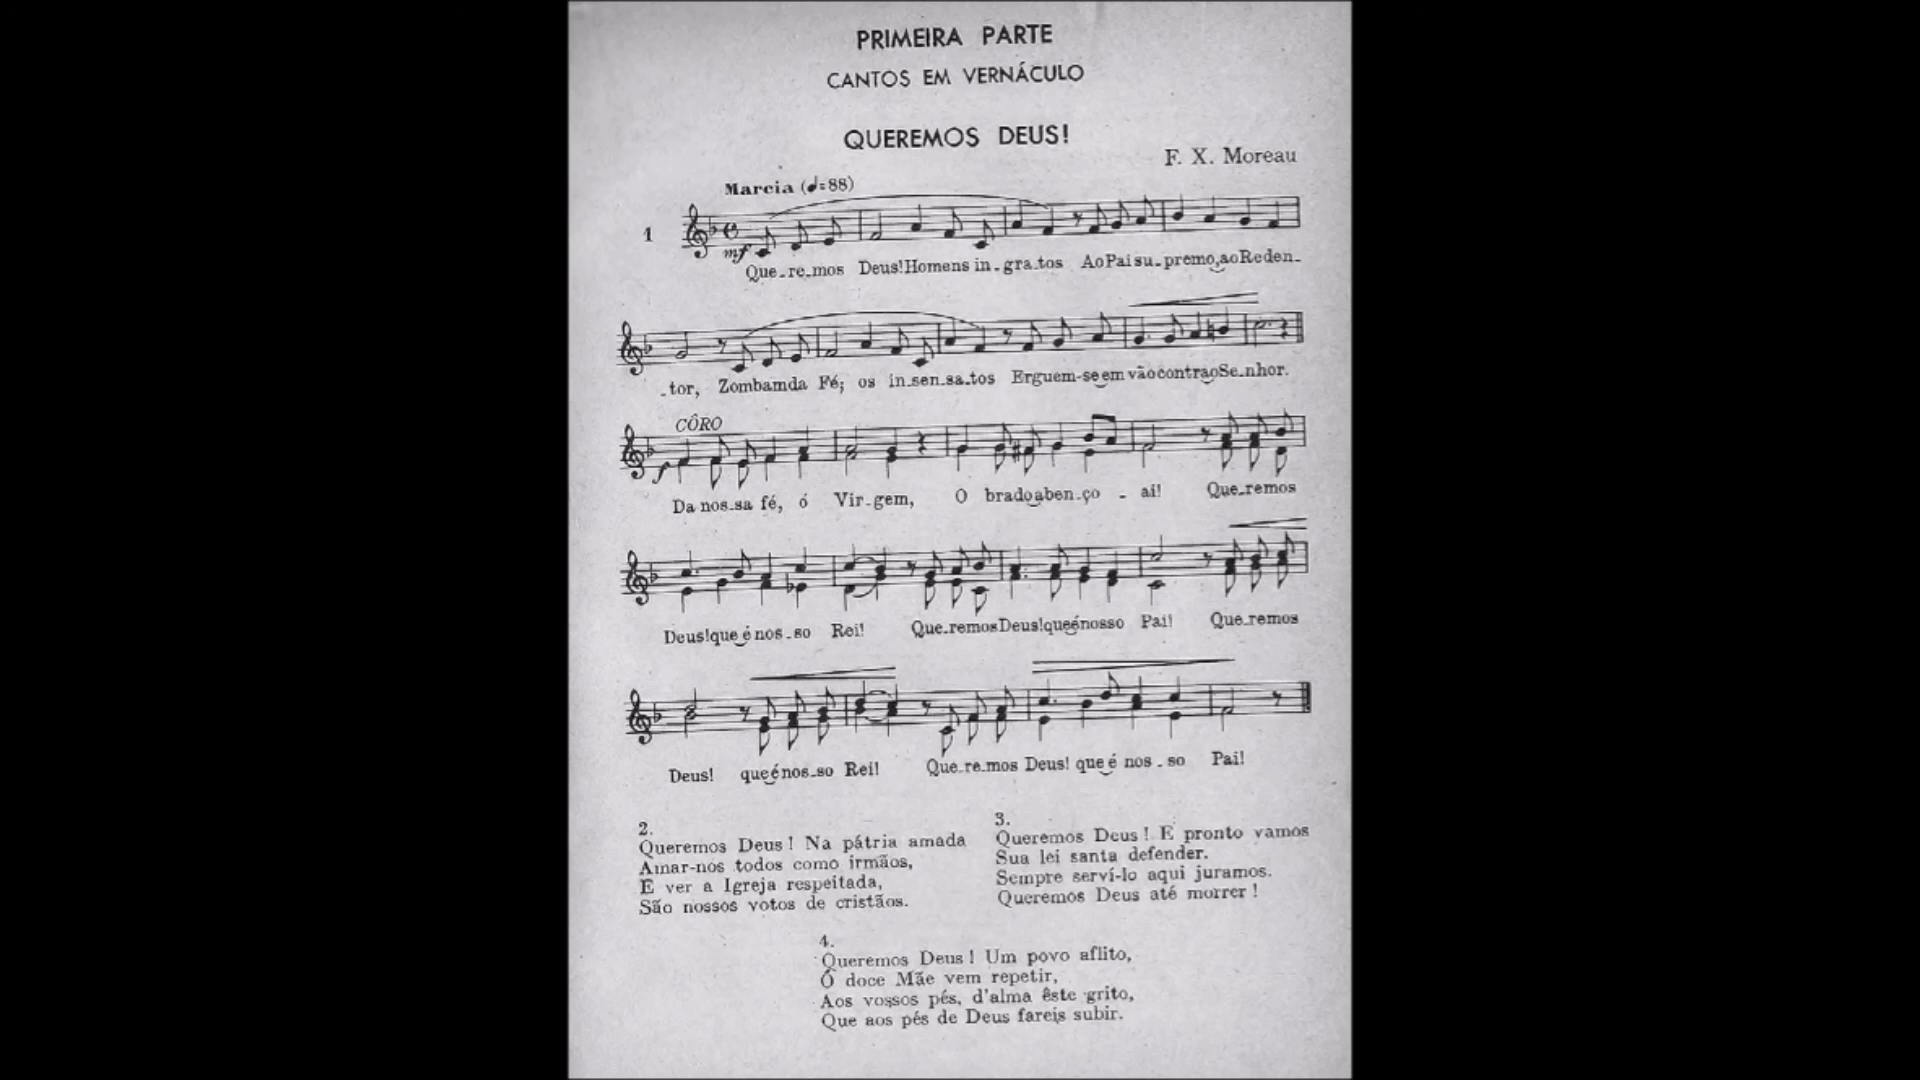 PRIMEIRA PARTE
CANTOS EM VERNÁCULO
QUEREMOS DEUS!
F. X. Moreau
Marcia (♩=88)
1
mf
Que_re_mos Deus! Homens in_gra_tos Ao Pai su_premo, ao Reden_
_tor, Zombam da Fé; os in_sen_sa_tos Erguem-se em vão contra o Se_nhor.
CÔRO
f
Da nos_sa fé, ó Vir_gem, O brado aben_ço - ai! Que_remos
Deus! que é nos_so Rei! Que_remos Deus! que é nosso Pai! Que_remos
Deus! que é nos_so Rei! Que_re_mos Deus! que é nos_so Pai!
2.
Queremos Deus! Na pátria amada
Amar-nos todos como irmãos,
E ver a Igreja respeitada,
São nossos votos de cristãos.
3.
Queremos Deus! E pronto vamos
Sua lei santa defender.
Sempre serví-lo aqui juramos.
Queremos Deus até morrer!
4.
Queremos Deus! Um povo aflito,
Ó doce Mãe vem repetir,
Aos vossos pés, d'alma êste grito,
Que aos pés de Deus fareis subir.